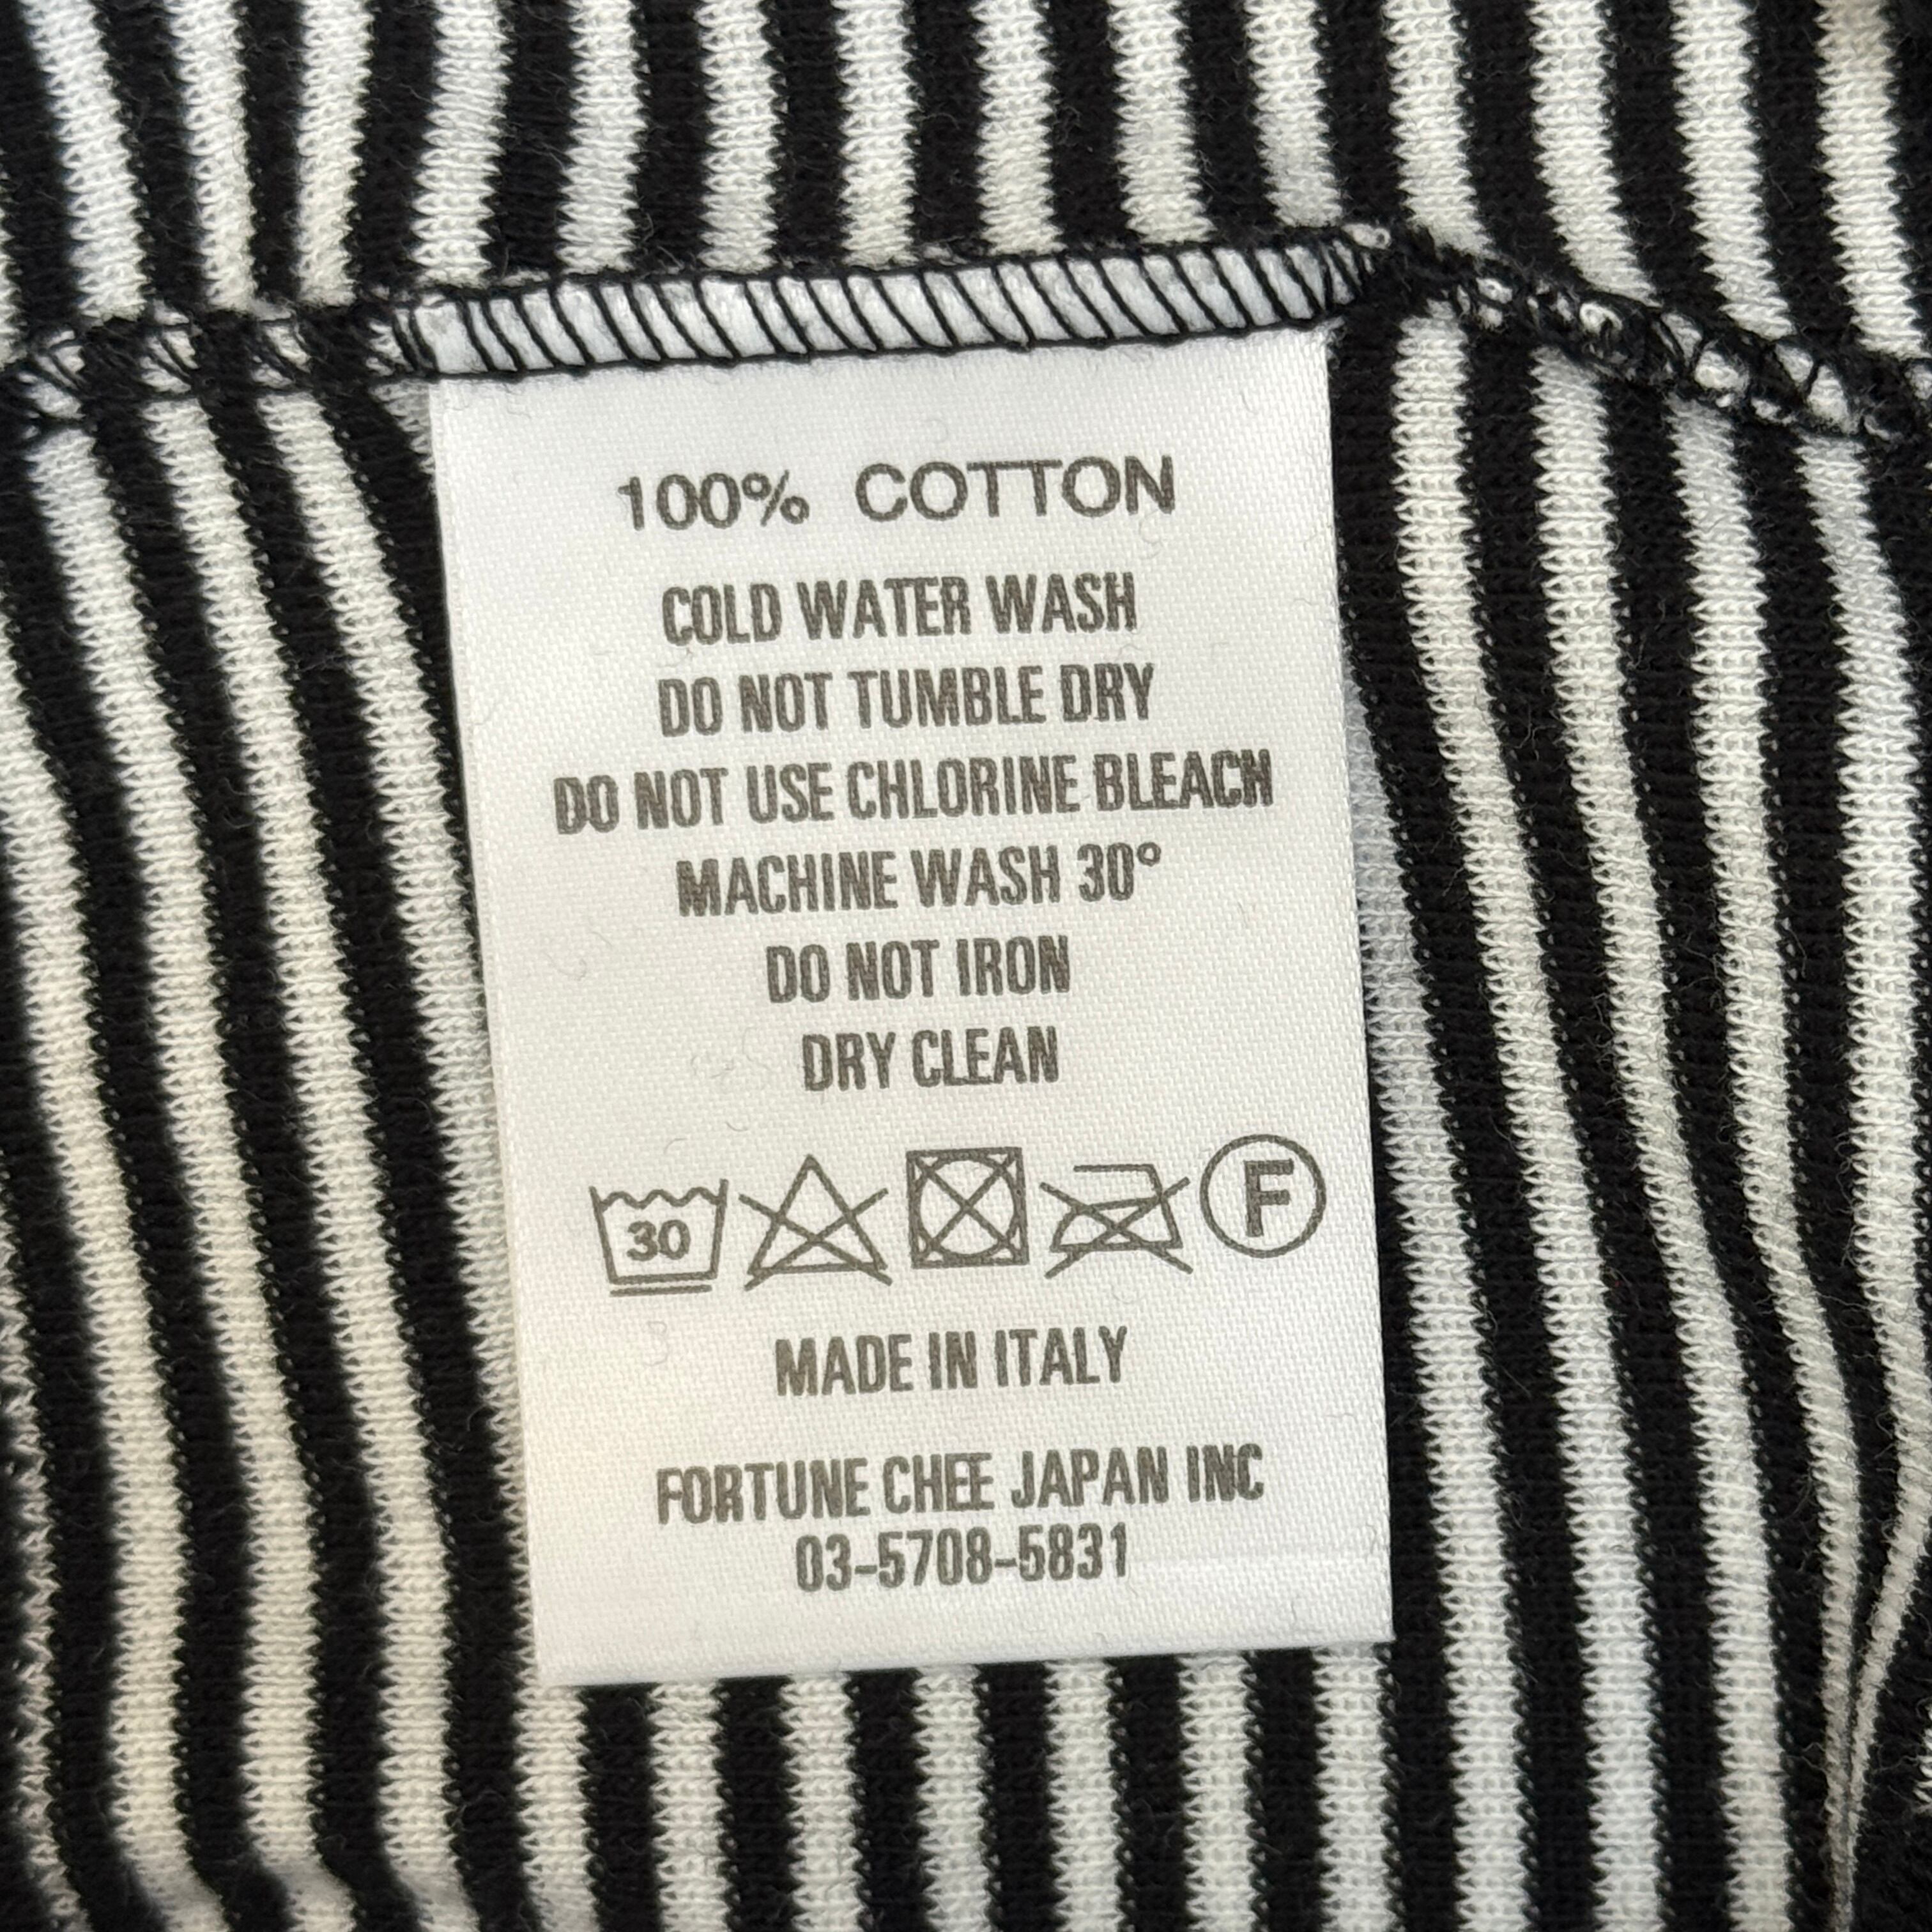 100% COTTON
COLD WATER WASH
DO NOT TUMBLE DRY
DO NOT USE CHLORINE BLEACH
MACHINE WASH 30°
DO NOT IRON
DRY CLEAN
30 F
MADE IN ITALY
FORTUNE CHEE JAPAN INC
03-5708-5831